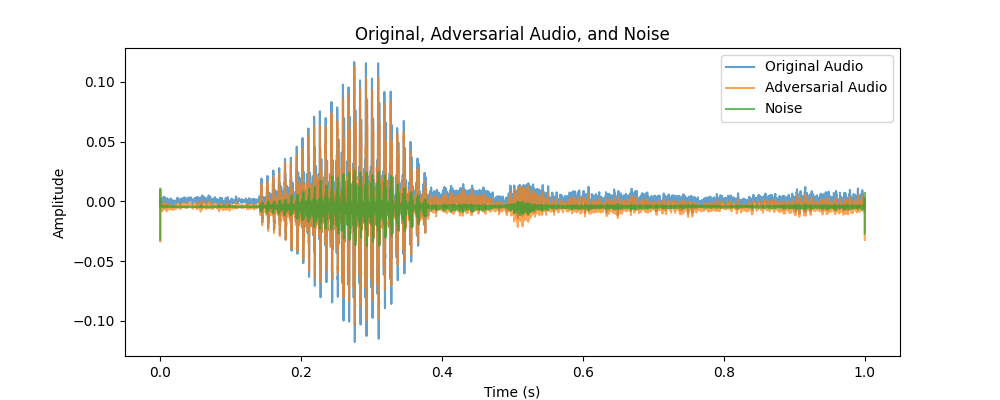 Original, Adversarial Audio, and Noise
Original Audio
Adversarial Audio
Noise
Amplitude
0.10
0.05
0.00
−0.05
−0.10
0.0
0.2
0.4
0.6
0.8
1.0
Time (s)